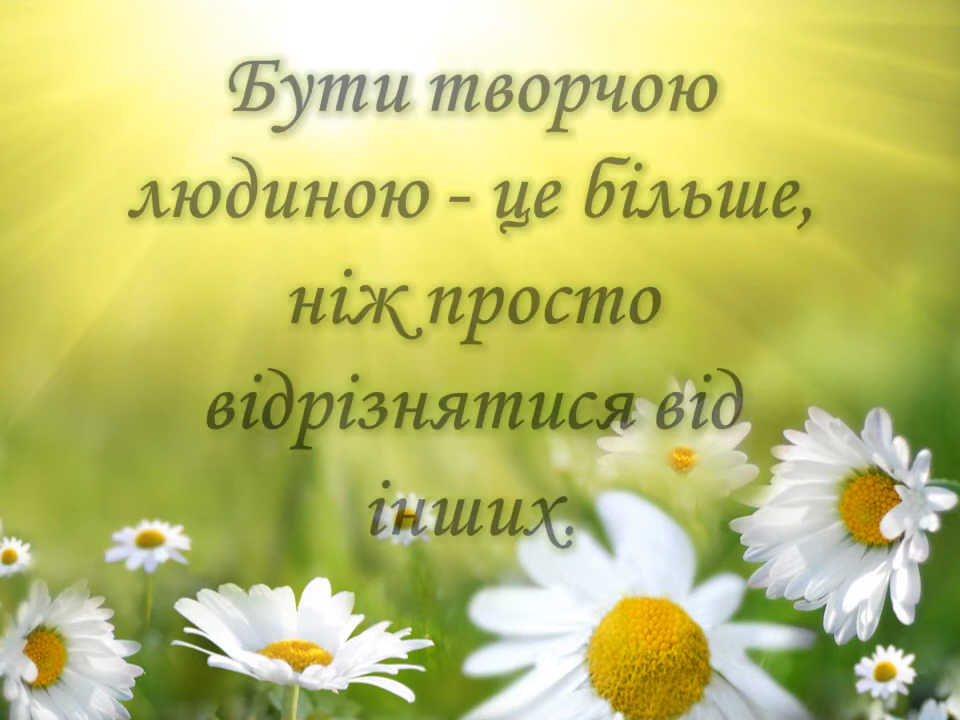 Бути творчою
людиною - це більше,
ніж просто
відрізнятися від
інших.